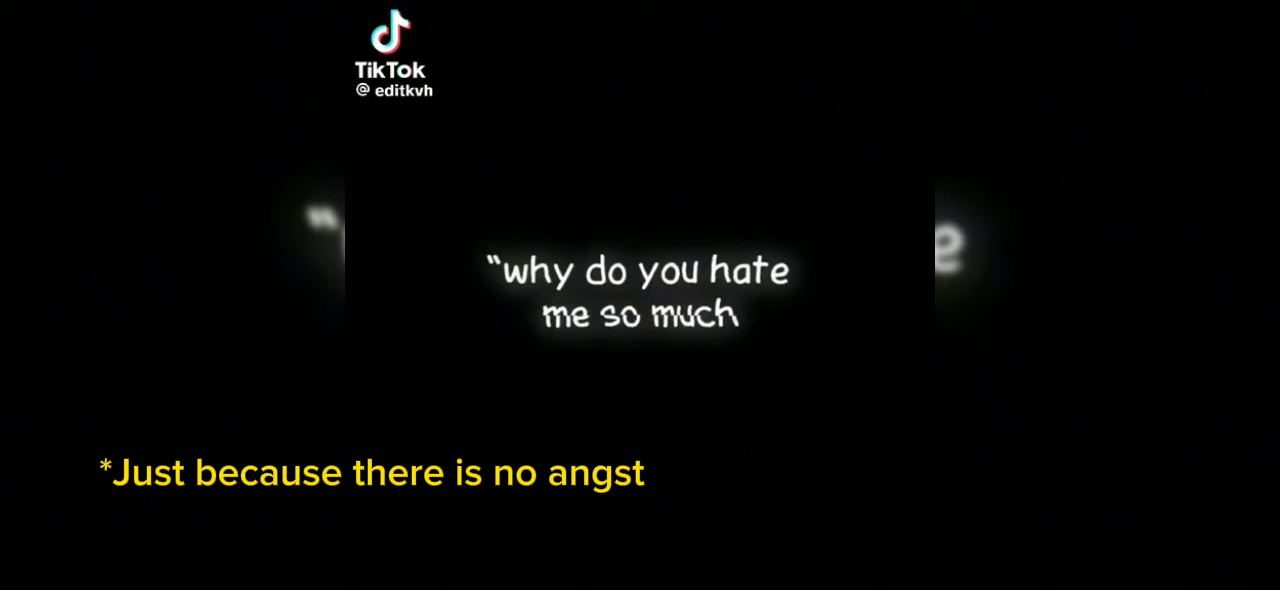 TikTok
@ editkvh
“why do you hate
me so much
*Just because there is no angst